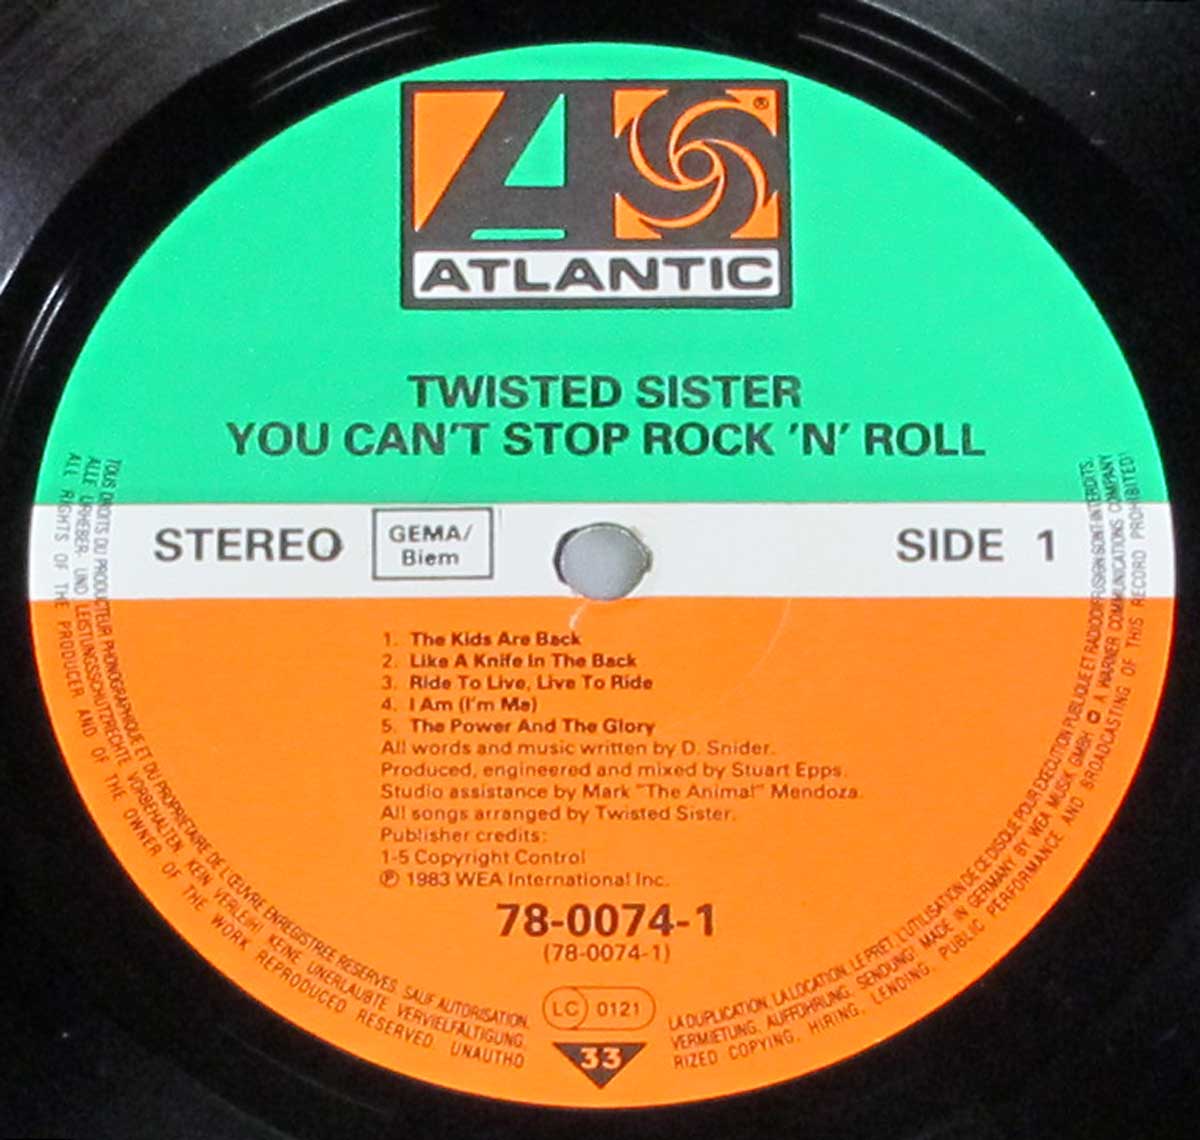 ®
ATLANTIC
TWISTED SISTER
YOU CAN'T STOP ROCK 'N' ROLL
STEREO
GEMA/
Biem
SIDE 1
1. The Kids Are Back
2. Like A Knife In The Back
3. Ride To Live, Live To Ride
4. I Am (I'm Me)
5. The Power And The Glory
All words and music written by D. Snider.
Produced, engineered and mixed by Stuart Epps.
Studio assistance by Mark "The Animal" Mendoza.
All songs arranged by Twisted Sister.
Publisher credits:
1-5 Copyright Control
℗ 1983 WEA International Inc.
78-0074-1
(78-0074-1)
LC 0121
33
TOUS DROITS DU PRODUCTEUR PHONOGRAPHIQUE ET DU PROPRIETAIRE DE L'ŒUVRE ENREGISTREE RESERVES. SAUF AUTORISATION, LA DUPLICATION, LA LOCATION, LE PRET, L'UTILISATION DE CE DISQUE POUR EXECUTION PUBLIQUE ET RADIODIFFUSION SONT INTERDITS.
ALLE URHEBER- UND LEISTUNGSSCHUTZRECHTE VORBEHALTEN. KEIN VERLEIH! KEINE UNERLAUBTE VERVIELFÄLTIGUNG, VERMIETUNG, AUFFÜHRUNG, SENDUNG! MADE IN GERMANY BY WEA MUSIK GMBH A WARNER COMMUNICATIONS COMPANY
ALL RIGHTS OF THE PRODUCER AND OF THE OWNER OF THE WORK REPRODUCED RESERVED. UNAUTHORIZED COPYING, HIRING, LENDING, PUBLIC PERFORMANCE AND BROADCASTING OF THIS RECORD PROHIBITED!